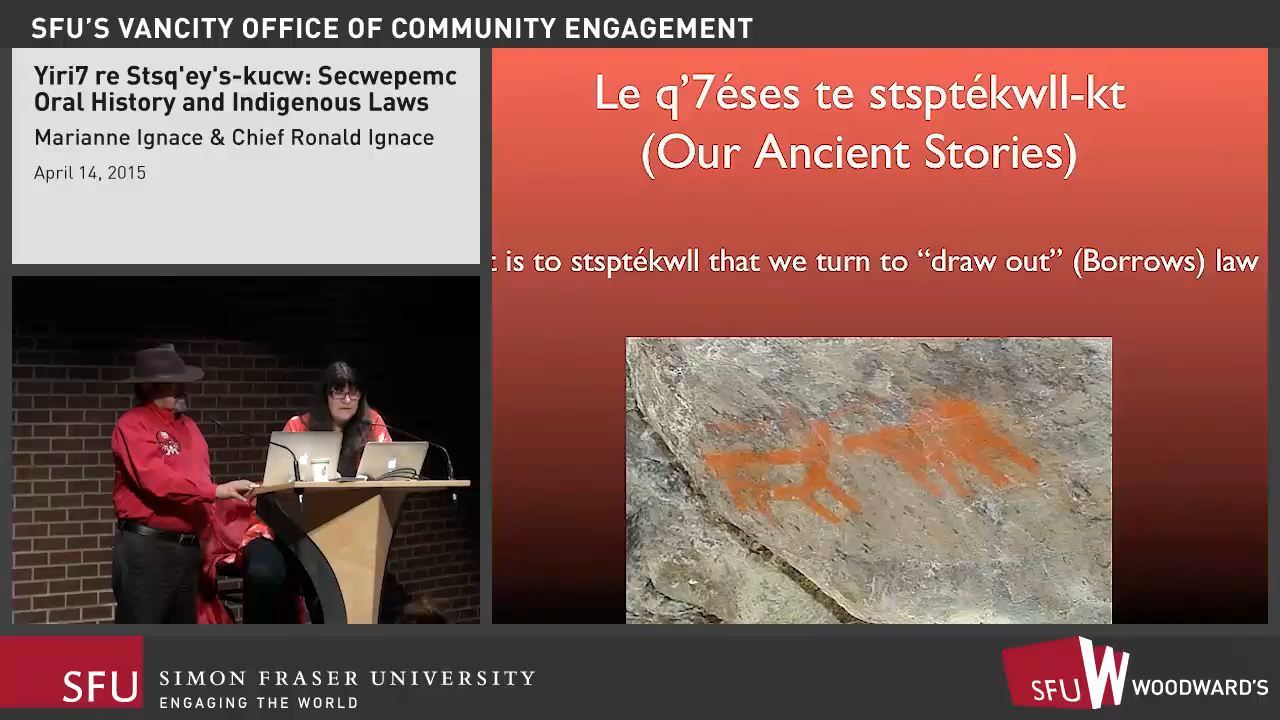 SFU'S VANCITY OFFICE OF COMMUNITY ENGAGEMENT
Yiri7 re Stsq'ey's-kucw: Secwepemc
Oral History and Indigenous Laws
Marianne Ignace & Chief Ronald Ignace
April 14, 2015
Le q’7éses te stsptékwll-kt
(Our Ancient Stories)
t is to stsptékwll that we turn to “draw out” (Borrows) law
SFU SIMON FRASER UNIVERSITY
ENGAGING THE WORLD
SFU W WOODWARD'S